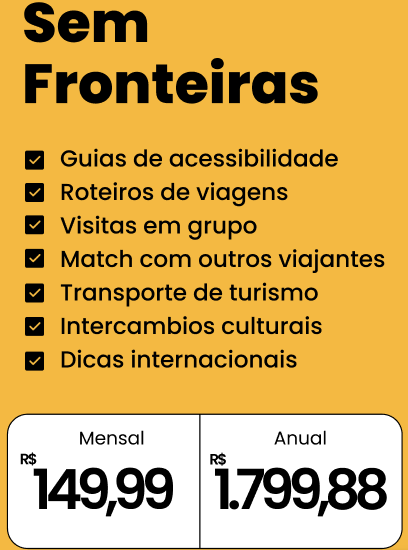 Sem
Fronteiras
Guias de acessibilidade
Roteiros de viagens
Visitas em grupo
Match com outros viajantes
Transporte de turismo
Intercambios culturais
Dicas internacionais
Mensal
R$ 149,99
Anual
R$ 1.799,88